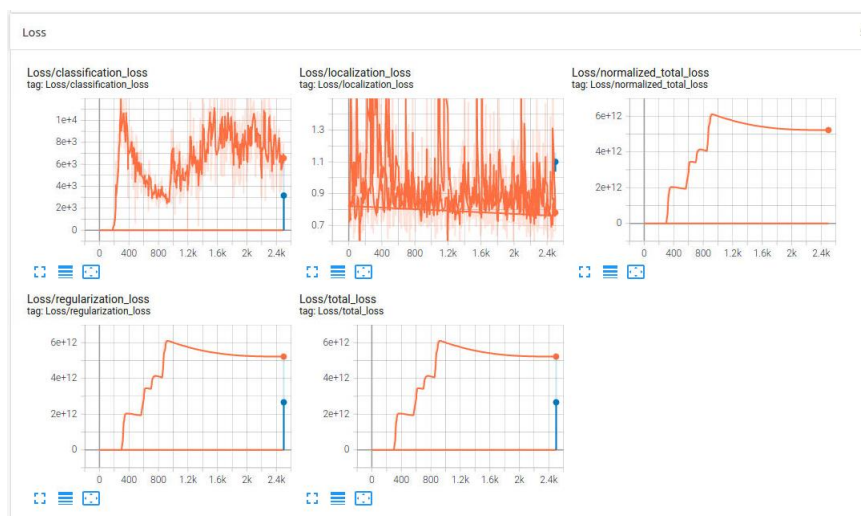 Loss
Loss/classification_loss
tag: Loss/classification_loss
1e+4
8e+3
6e+3
4e+3
2e+3
0
0 400 800 1.2k 1.6k 2k 2.4k
Loss/localization_loss
tag: Loss/localization_loss
1.3
1.1
0.9
0.7
0 400 800 1.2k 1.6k 2k 2.4k
Loss/normalized_total_loss
tag: Loss/normalized_total_loss
6e+12
4e+12
2e+12
0
0 400 800 1.2k 1.6k 2k 2.4k
Loss/regularization_loss
tag: Loss/regularization_loss
6e+12
4e+12
2e+12
0
0 400 800 1.2k 1.6k 2k 2.4k
Loss/total_loss
tag: Loss/total_loss
6e+12
4e+12
2e+12
0
0 400 800 1.2k 1.6k 2k 2.4k